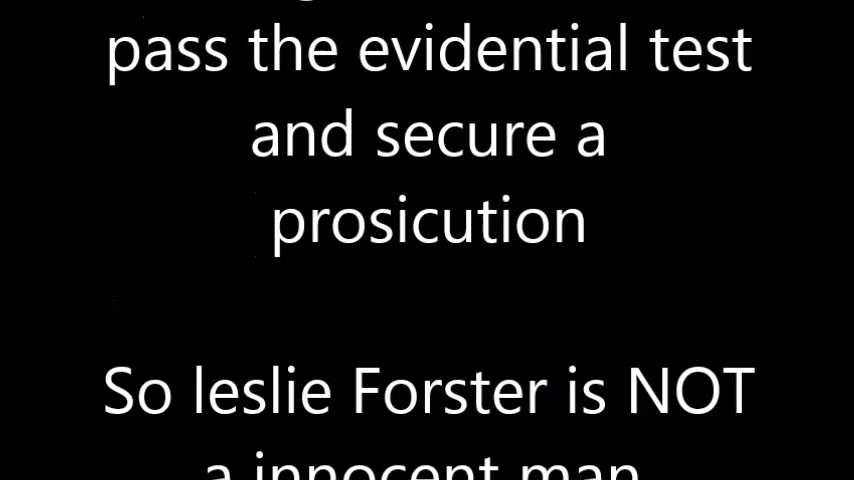 pass the evidential test
and secure a
prosicution
So leslie Forster is NOT
a innocent man